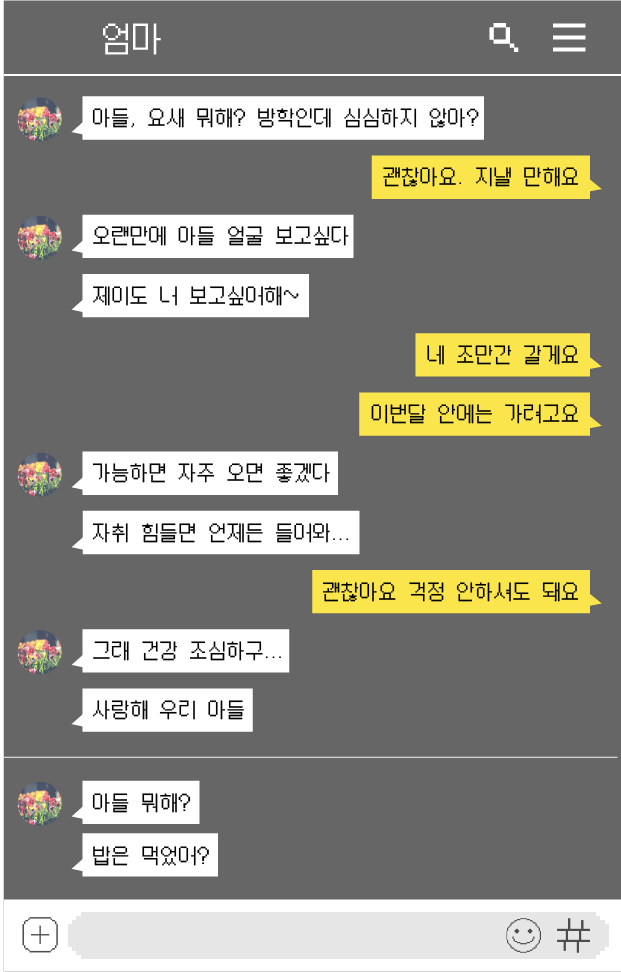 엄마
아들, 요새 뭐해? 방학인데 심심하지 않아?
괜찮아요. 지낼 만해요
오랜만에 아들 얼굴 보고싶다
제이도 너 보고싶어해~
네 조만간 갈게요
이번달 안에는 가려고요
가능하면 자주 오면 좋겠다
자취 힘들면 언제든 들어와...
괜찮아요 걱정 안하셔도 돼요
그래 건강 조심하구...
사랑해 우리 아들
아들 뭐해?
밥은 먹었어?